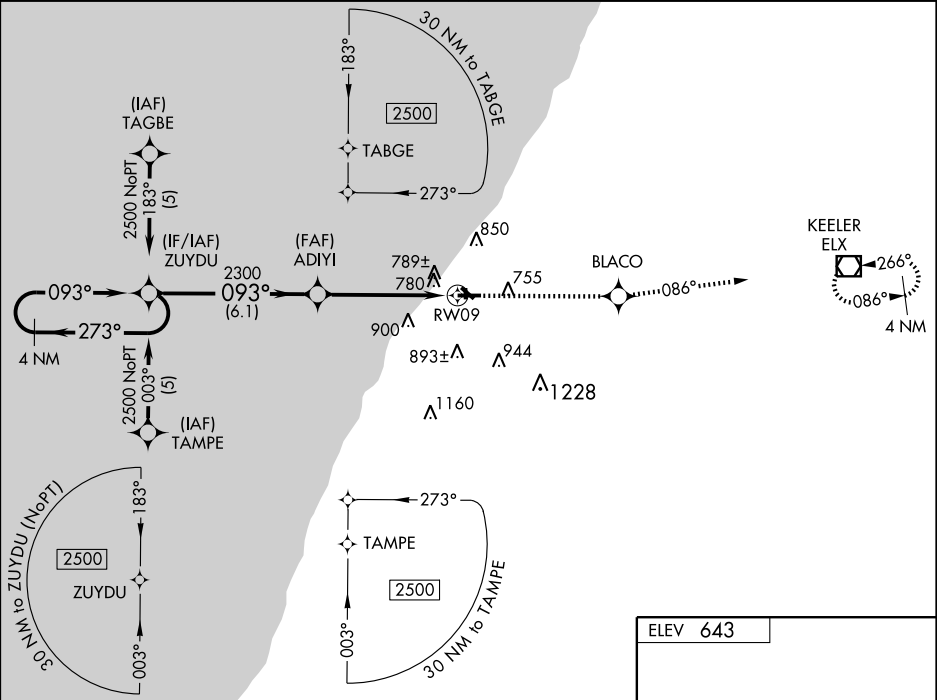 30 NM to TABGE
183°
2500
TABGE
273°
(IAF)
TAGBE
2500 NoPT
183°
(5)
(IF/IAF)
ZUYDU
2300
093°
(6.1)
(FAF)
ADIYI
093°
273°
4 NM
850
789±
780
755
RW09
900
893±
944
1228
1160
BLACO
086°
KEELER
ELX
266°
086°
4 NM
2500 NoPT
003°
(5)
(IAF)
TAMPE
30 NM to ZUYDU (NoPT)
183°
2500
ZUYDU
003°
273°
TAMPE
2500
003°
30 NM to TAMPE
ELEV 643